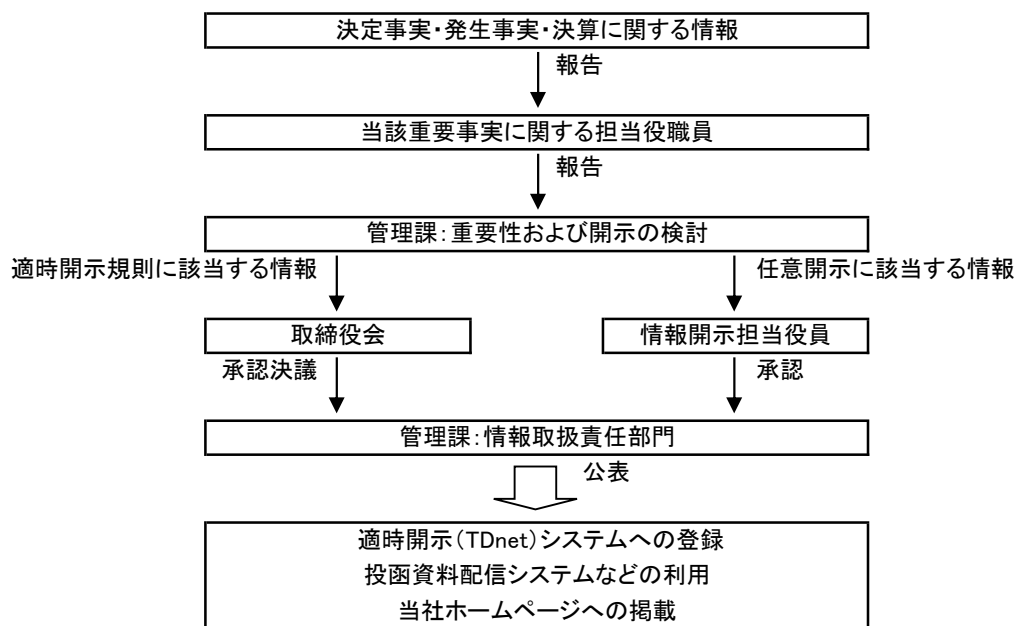 決定事実・発生事実・決算に関する情報
報告
当該重要事実に関する担当役職員
報告
管理課：重要性および開示の検討
適時開示規則に該当する情報
任意開示に該当する情報
取締役会
情報開示担当役員
承認決議
承認
管理課：情報取扱責任部門
公表
適時開示（TDnet）システムへの登録
投函資料配信システムなどの利用
当社ホームページへの掲載